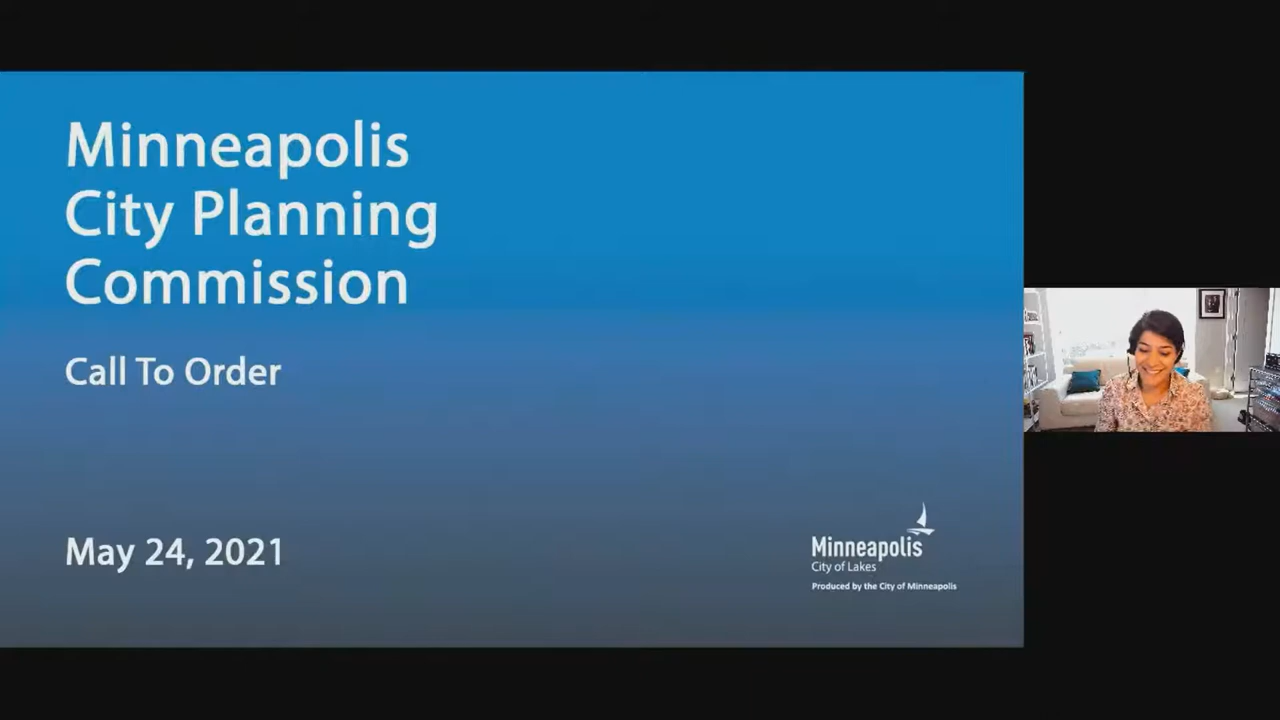 Minneapolis
City Planning
Commission
Call To Order
May 24, 2021
Minneapolis
City of Lakes
Produced by the City of Minneapolis